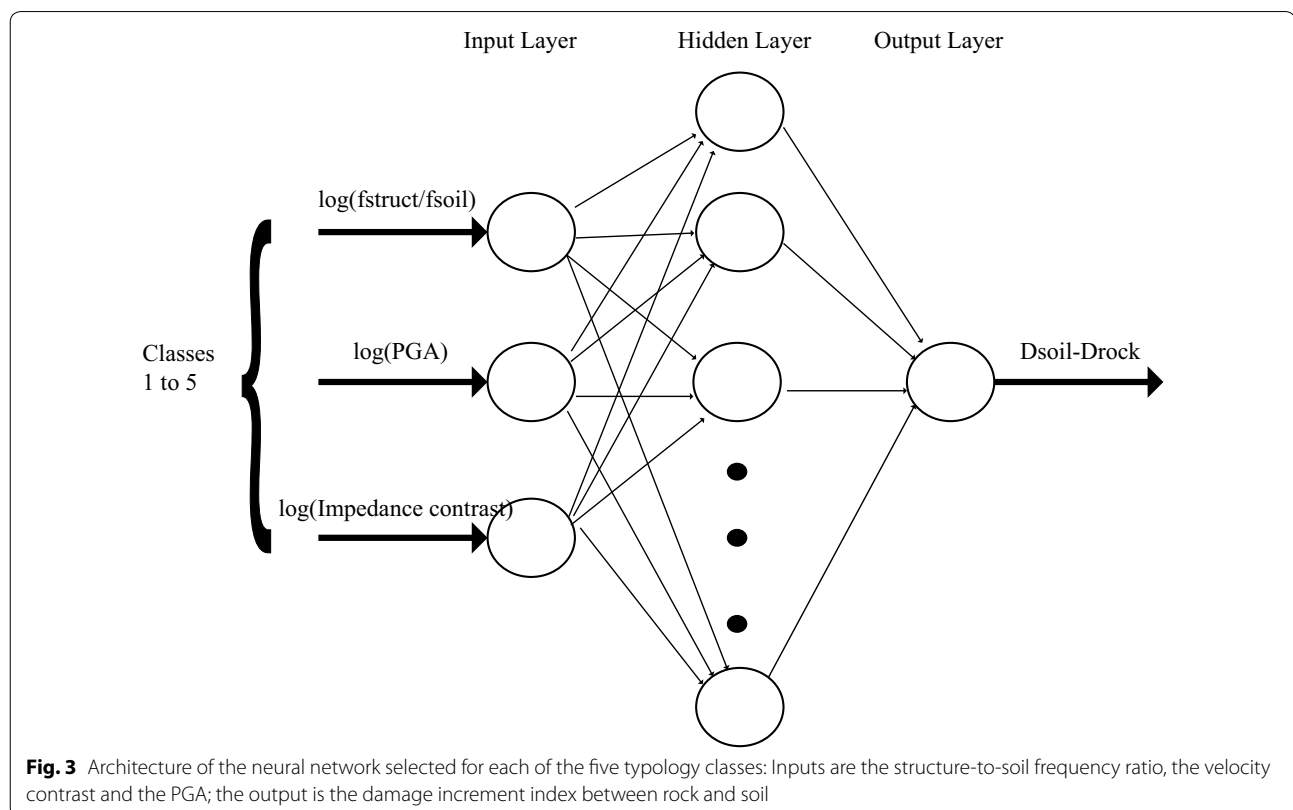 Input Layer
Hidden Layer
Output Layer
log(fstruct/fsoil)
log(PGA)
Classes
1 to 5
Dsoil-Drock
log(Impedance contrast)
Fig. 3 Architecture of the neural network selected for each of the five typology classes: Inputs are the structure-to-soil frequency ratio, the velocity
contrast and the PGA; the output is the damage increment index between rock and soil